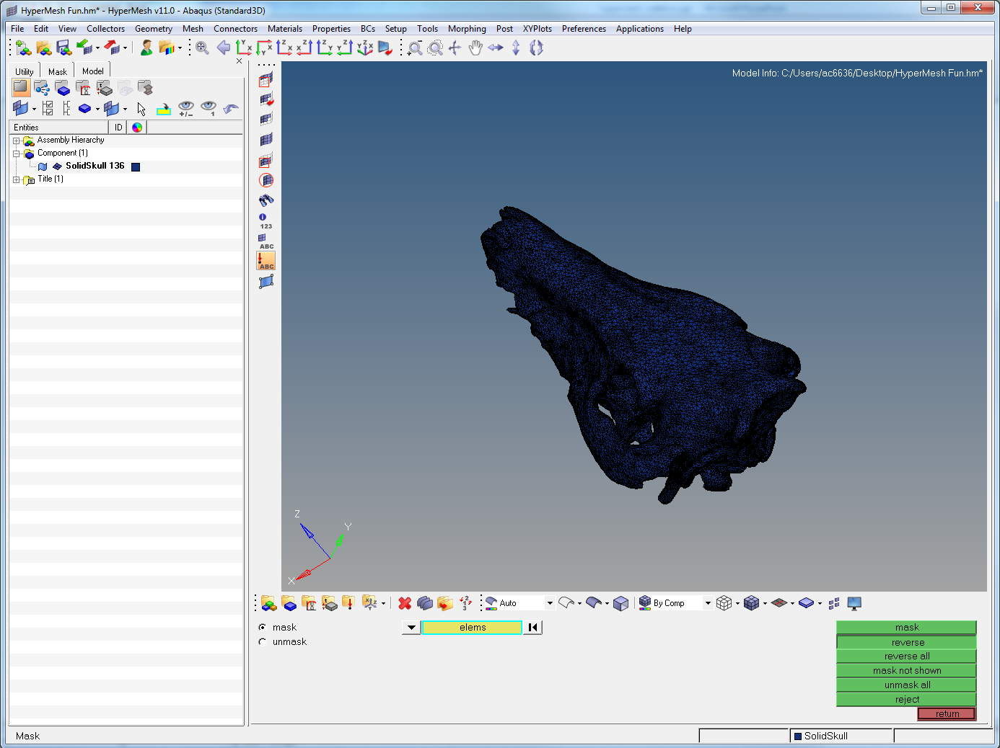 HyperMesh Fun.hm* - HyperMesh v11.0 - Abaqus (Standard3D)
File Edit View Collectors Geometry Mesh Connectors Materials Properties BCs Setup Tools Morphing Post XYPlots Preferences Applications Help
Utility Mask Model
Model Info: C:/Users/ac6636/Desktop/HyperMesh Fun.hm*
Entities ID
Assembly Hierarchy
Component (1)
SolidSkull 136
Title (1)
123
ABC
ABC
Z
Y
X
Auto By Comp
mask elems mask
unmask reverse
reverse all
mask not shown
unmask all
reject
return
Mask SolidSkull